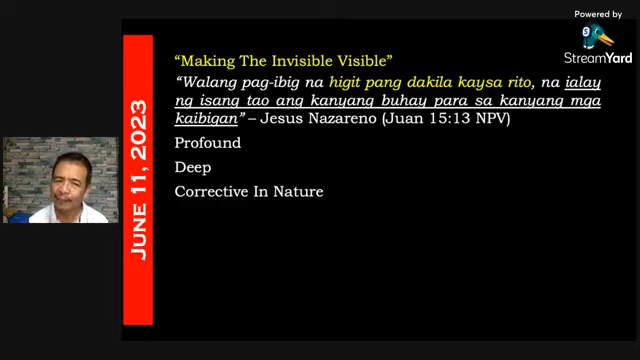 Powered by
StreamYard
JUNE 11, 2023
“Making The Invisible Visible”
“Walang pag-ibig na higit pang dakila kaysa rito, na ialay
ng isang tao ang kanyang buhay para sa kanyang mga
kaibigan” – Jesus Nazareno (Juan 15:13 NPV)
Profound
Deep
Corrective In Nature